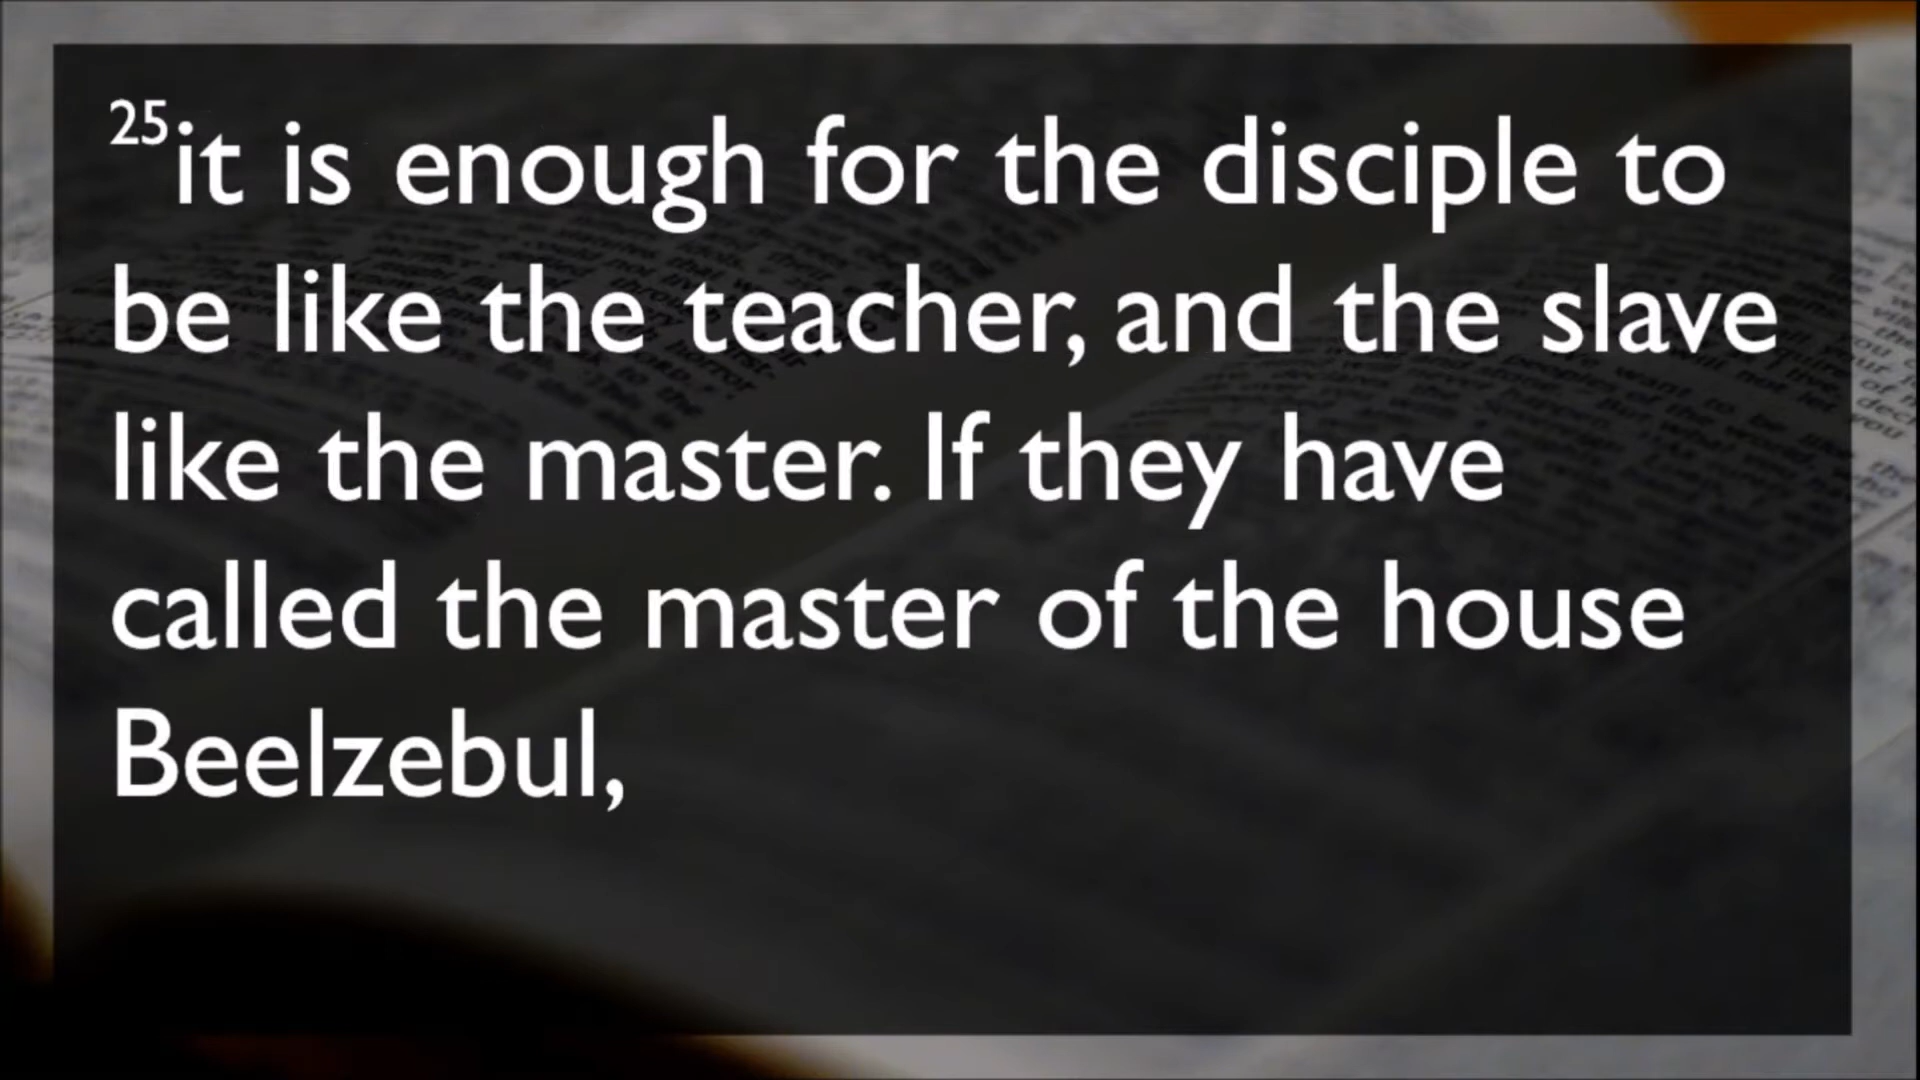 25it is enough for the disciple to
be like the teacher, and the slave
like the master. If they have
called the master of the house
Beelzebul,